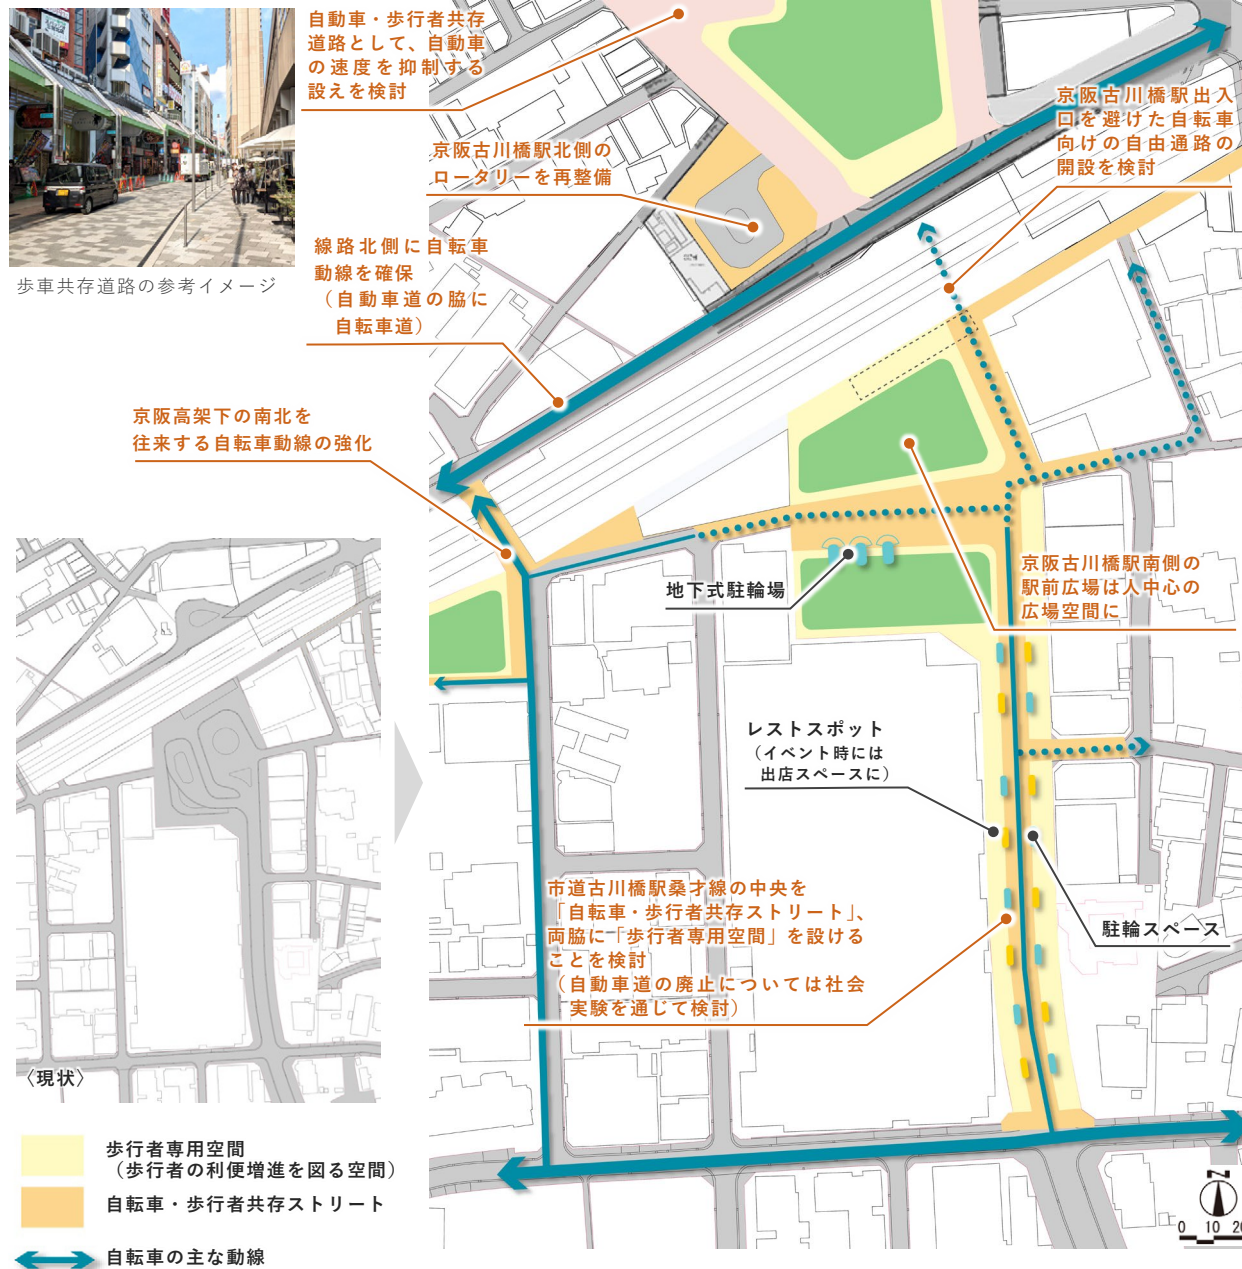 自動車・歩行者共存
道路として、自動車
の速度を抑制する
設えを検討
京阪古川橋駅出入
口を避けた自転車
向けの自由通路の
開設を検討
京阪古川橋駅北側の
ロータリーを再整備
歩車共存道路の参考イメージ
線路北側に自転車
動線を確保
（自動車道の脇に
自転車道）
京阪高架下の南北を
往来する自転車動線の強化
地下式駐輪場
京阪古川橋駅南側の
駅前広場は人中心の
広場空間に
レストスポット
（イベント時には
出店スペースに）
市道古川橋駅桑才線の中央を
「自転車・歩行者共存ストリート」、
両脇に「歩行者専用空間」を設ける
ことを検討
（自動車道の廃止については社会
実験を通じて検討）
駐輪スペース
〈現状〉
歩行者専用空間
（歩行者の利便増進を図る空間）
自転車・歩行者共存ストリート
自転車の主な動線
N
0 10 20